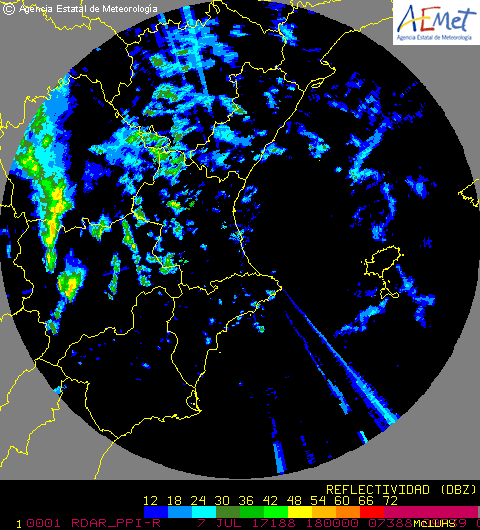 © Agencia Estatal de Meteorología
AEMet
Agencia Estatal de Meteorología
REFLECTIVIDAD (DBZ)
12 18 24 30 36 42 48 54 60 66 72
1 0001 RDAR_PPI-R 7 JUL 17188 180000